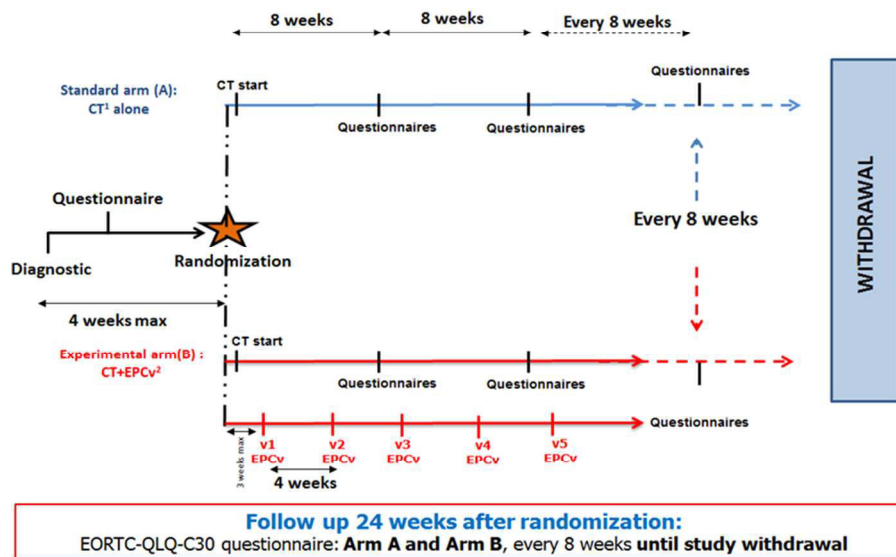 8 weeks
8 weeks
Every 8 weeks
Questionnaires
Standard arm (A):
CT¹ alone
CT start
Questionnaires
Questionnaires
Questionnaire
Diagnostic
Randomization
4 weeks max
Every 8 weeks
WITHDRAWAL
Experimental arm(B) :
CT+EPCv²
CT start
Questionnaires
Questionnaires
Questionnaires
3 weeks max
v1
EPCv
v2
EPCv
v3
EPCv
v4
EPCv
v5
EPCv
4 weeks
Follow up 24 weeks after randomization:
EORTC-QLQ-C30 questionnaire: Arm A and Arm B, every 8 weeks until study withdrawal